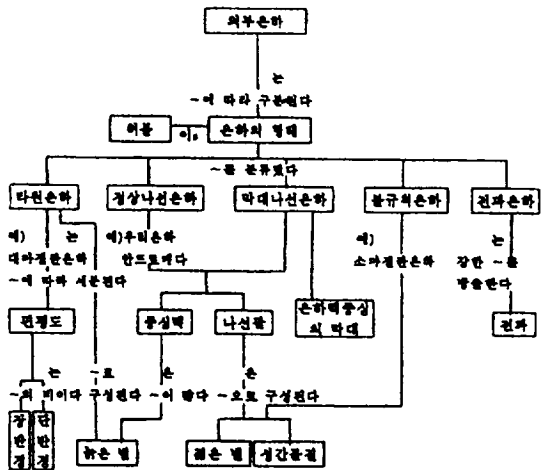 외부은하
는
~에 따라 구분된다
허블
이,
은하의 형태
~를 분류했다
타원은하
정상나선은하
막대나선은하
불규칙은하
전파은하
예)
는
예)우리은하
예)
는
대마젤란은하
안드로메다
소마젤란은하
강한 ~를
~에 따라 세분된다
방출한다
편평도
중심핵
나선팔
은하핵중심
의 막대
전파
는
~로
은
은
~의 비이다
구성된다
~이 많다
~으로 구성된다
장반경
단반경
늙은 별
젊은 별
성간물질